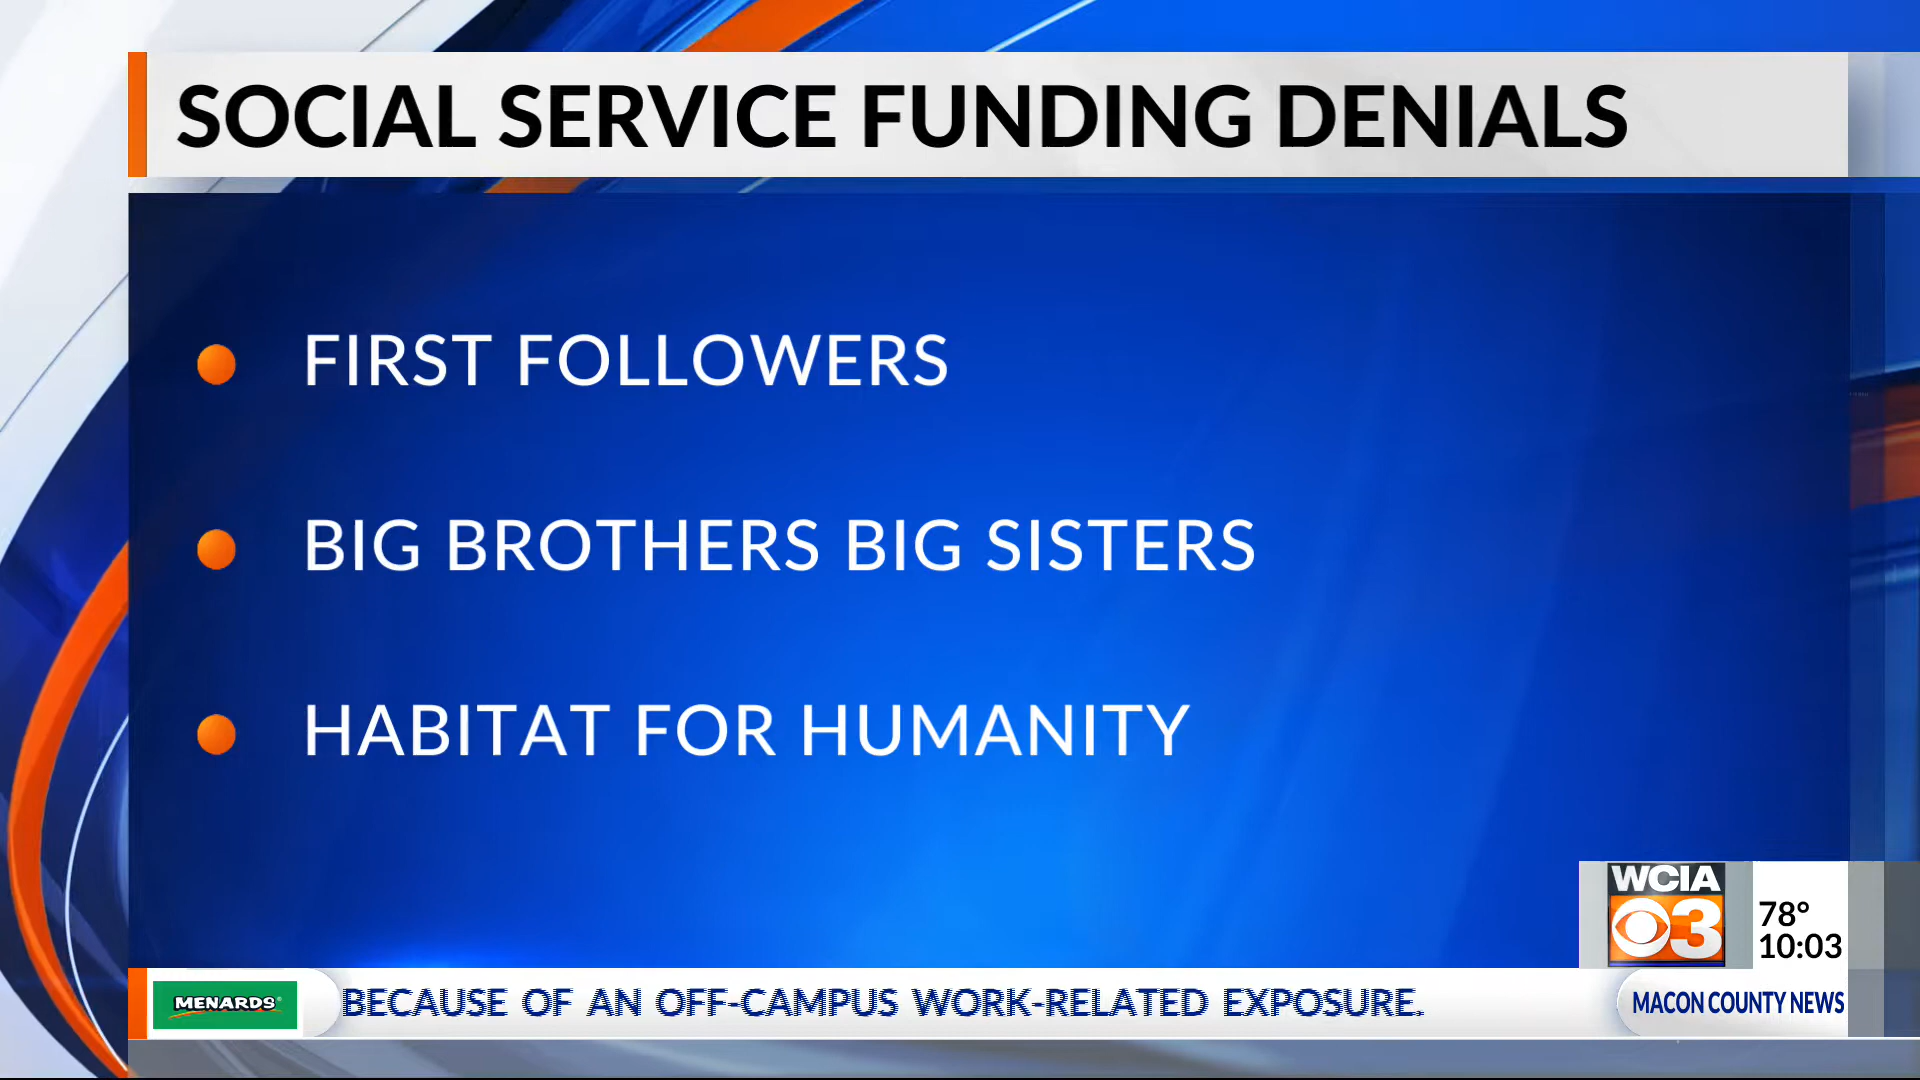 SOCIAL SERVICE FUNDING DENIALS
FIRST FOLLOWERS
BIG BROTHERS BIG SISTERS
HABITAT FOR HUMANITY
WCIA
3
78°
10:03
MENARDS®
BECAUSE OF AN OFF-CAMPUS WORK-RELATED EXPOSURE.
MACON COUNTY NEWS